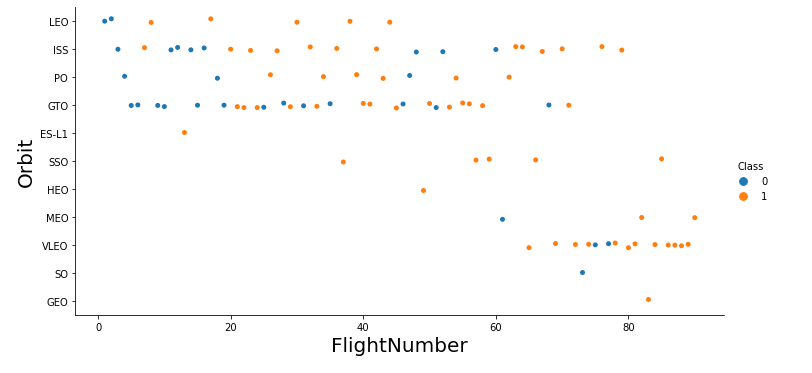 LEO
ISS
PO
GTO
ES-L1
SSO
HEO
MEO
VLEO
SO
GEO
Orbit
0 20 40 60 80
FlightNumber
Class
0
1